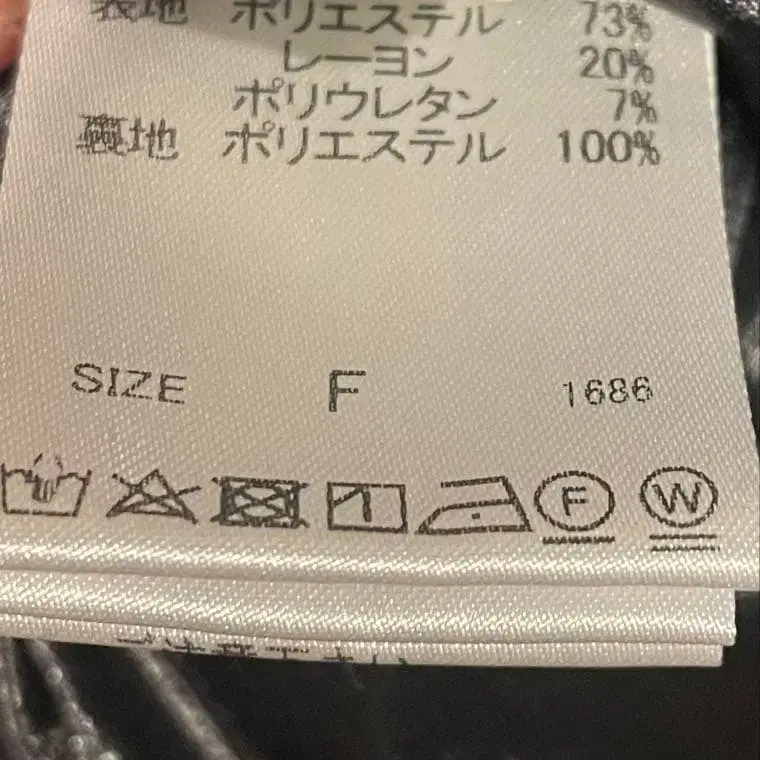 表地 ポリエステル 73%
レーヨン 20%
ポリウレタン 7%
裏地 ポリエステル 100%
SIZE F 1686
F W